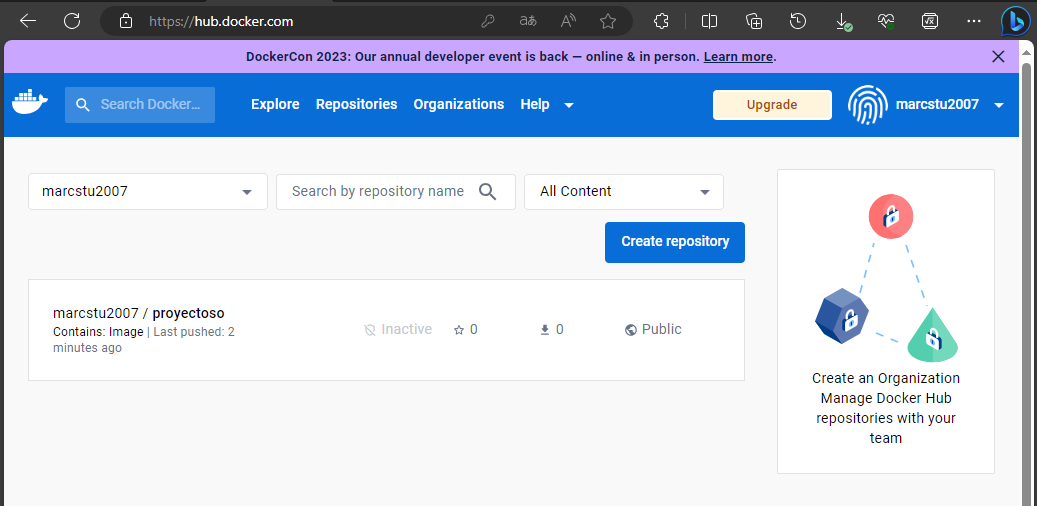 https://hub.docker.com
DockerCon 2023: Our annual developer event is back — online & in person. Learn more.
Search Docker...
Explore Repositories Organizations Help
Upgrade
marcstu2007
marcstu2007
Search by repository name
All Content
Create repository
marcstu2007 / proyectoso
Contains: Image | Last pushed: 2
minutes ago
Inactive
0
0
Public
Create an Organization
Manage Docker Hub
repositories with your
team